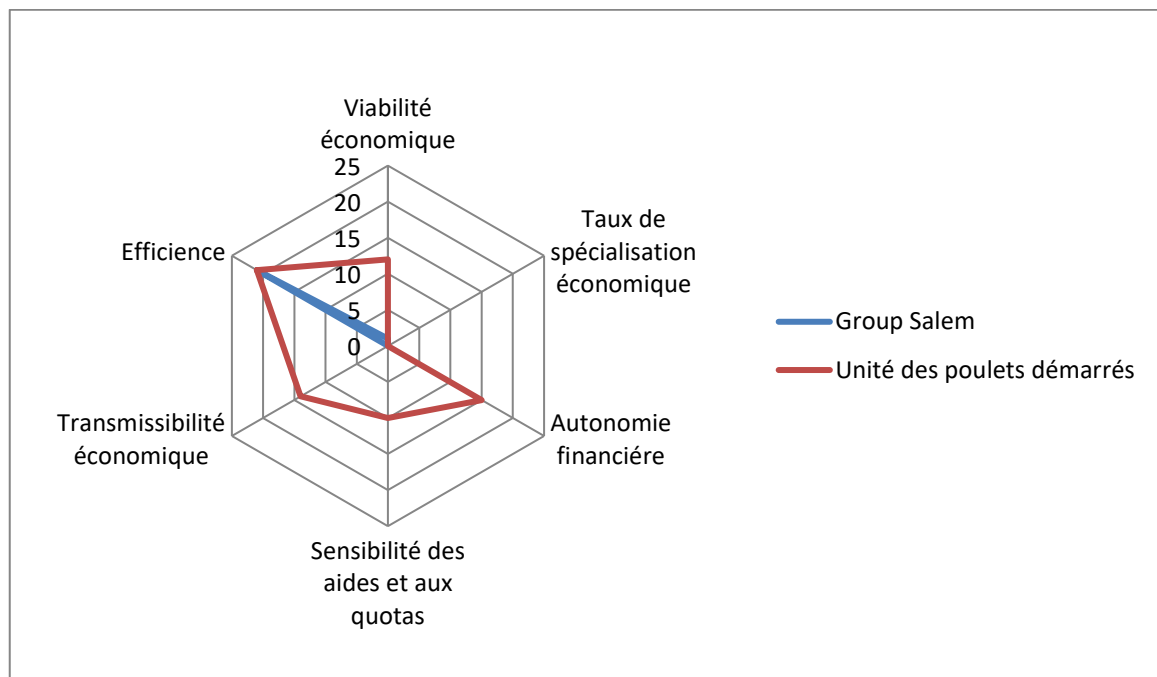 Viabilité
économique
25
20
15
10
5
0
Taux de
spécialisation
économique
Autonomie
financiére
Sensibilité des
aides et aux
quotas
Transmissibilité
économique
Efficience
Group Salem
Unité des poulets démarrés